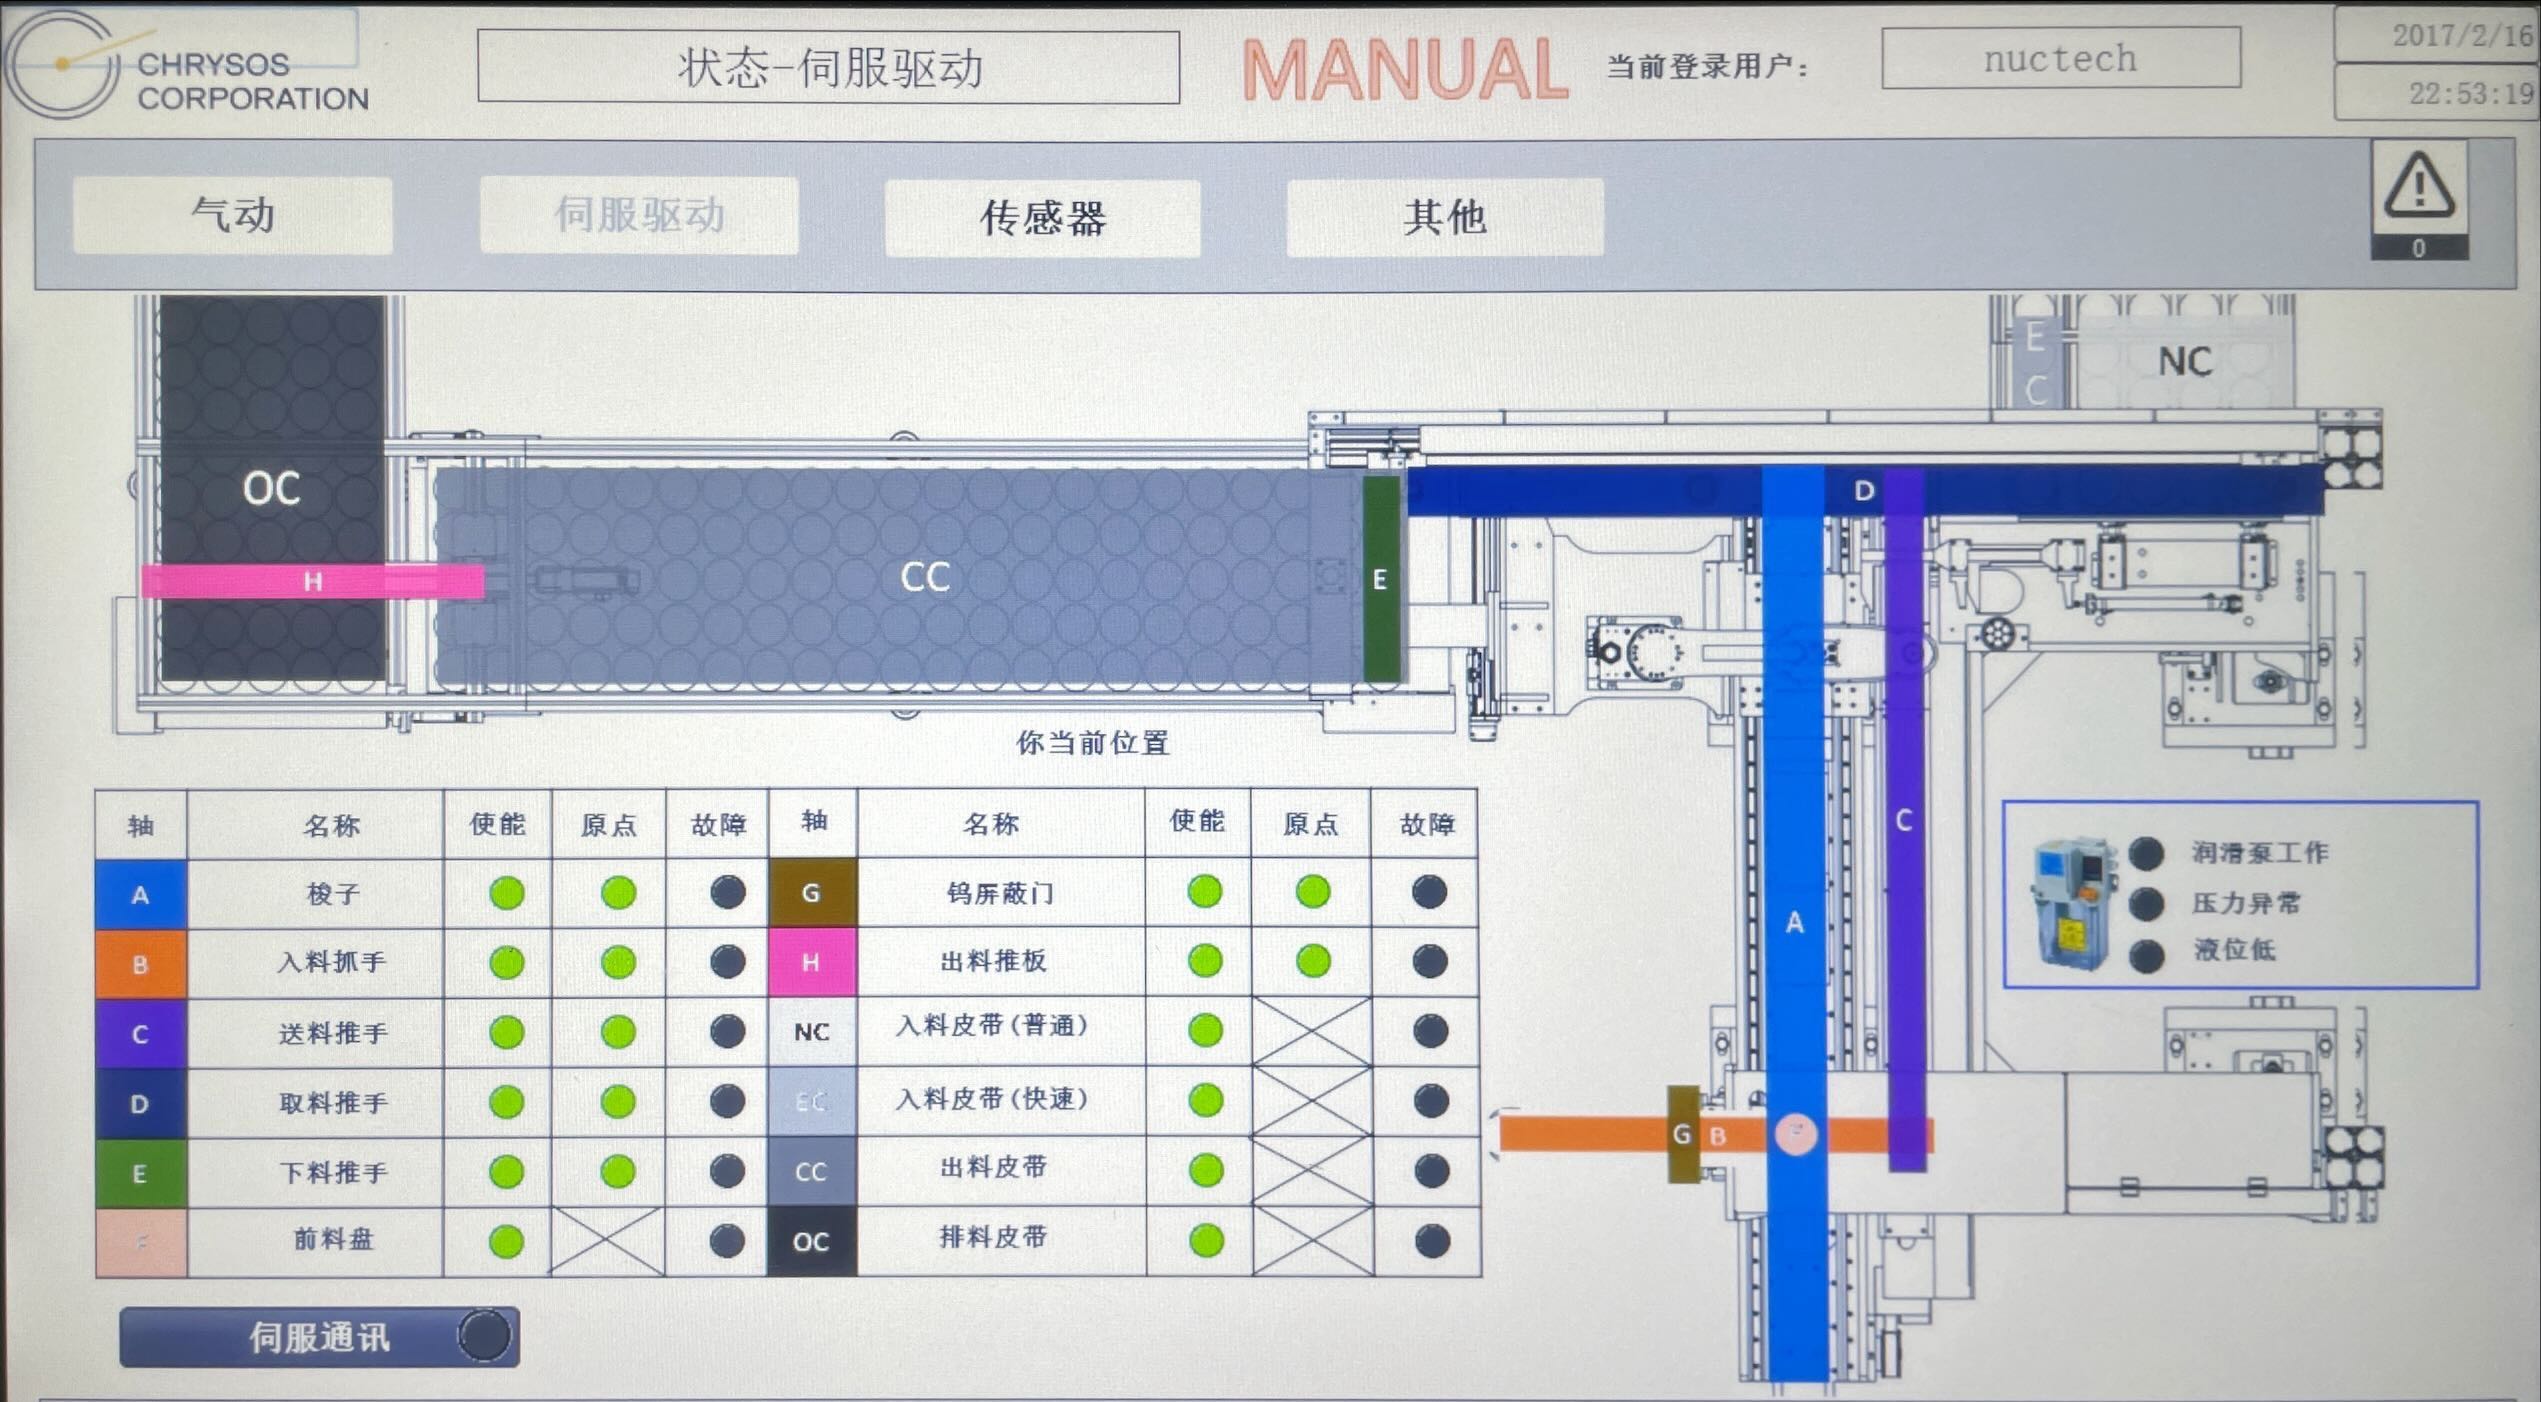 CHRYSOS
CORPORATION
状态-伺服驱动
MANUAL
当前登录用户:
nuctech
2017/2/16
22:53:19
气动
伺服驱动
传感器
其他
0
E
C
NC
OC
H
CC
E
D
C
A
G
B
F
你当前位置
轴 名称 使能 原点 故障 轴 名称 使能 原点 故障
A 梭子 G 钨屏蔽门
B 入料抓手 H 出料推板
C 送料推手 NC 入料皮带(普通)
D 取料推手 EC 入料皮带(快速)
E 下料推手 CC 出料皮带
F 前料盘 OC 排料皮带
润滑泵工作
压力异常
液位低
伺服通讯